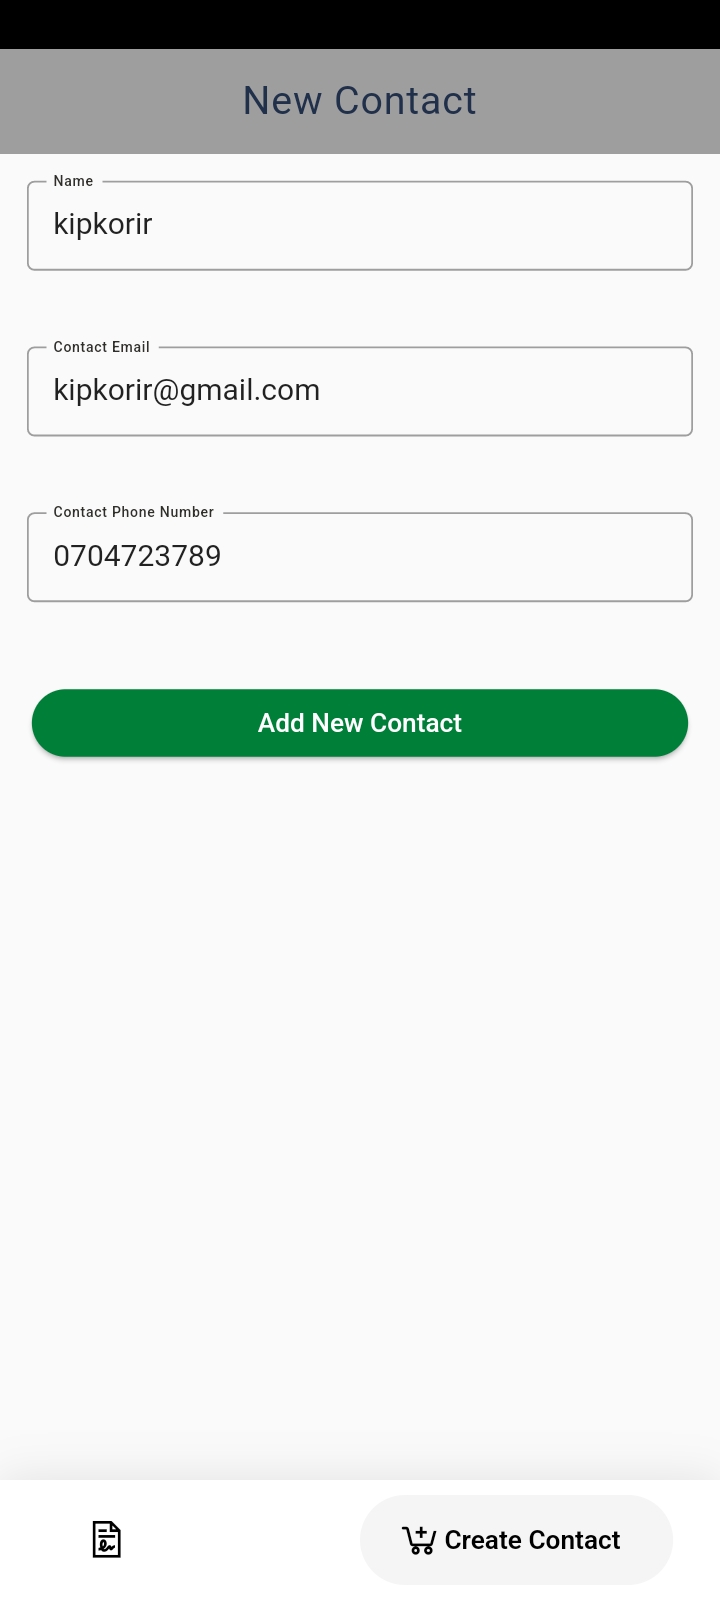 New Contact
Name
kipkorir
Contact Email
kipkorir@gmail.com
Contact Phone Number
0704723789
Add New Contact
Create Contact